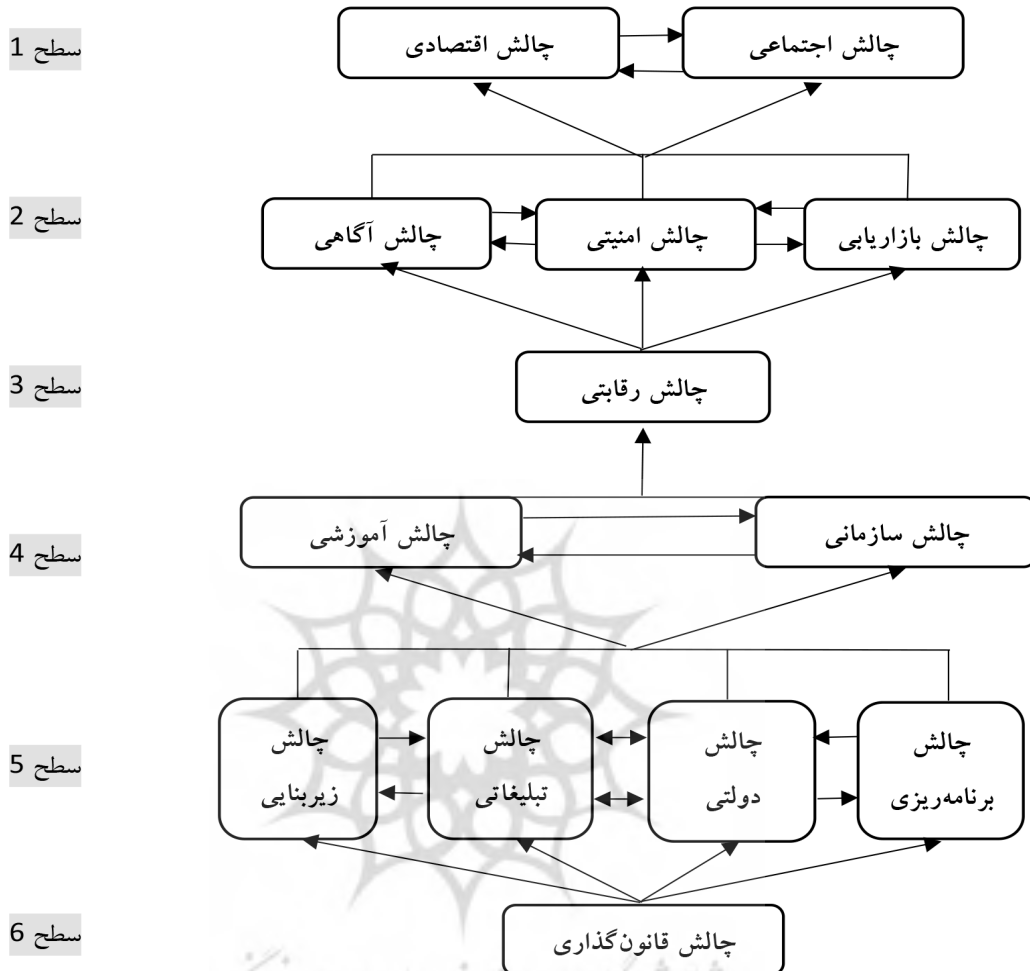 سطح 1
چالش اجتماعی
چالش اقتصادی
سطح 2
چالش بازاریابی
چالش امنیتی
چالش آگاهی
سطح 3
چالش رقابتی
سطح 4
چالش سازمانی
چالش آموزشی
سطح 5
چالش
برنامه‌ریزی
چالش
دولتی
چالش
تبلیغاتی
چالش
زیربنایی
سطح 6
چالش قانون‌گذاری